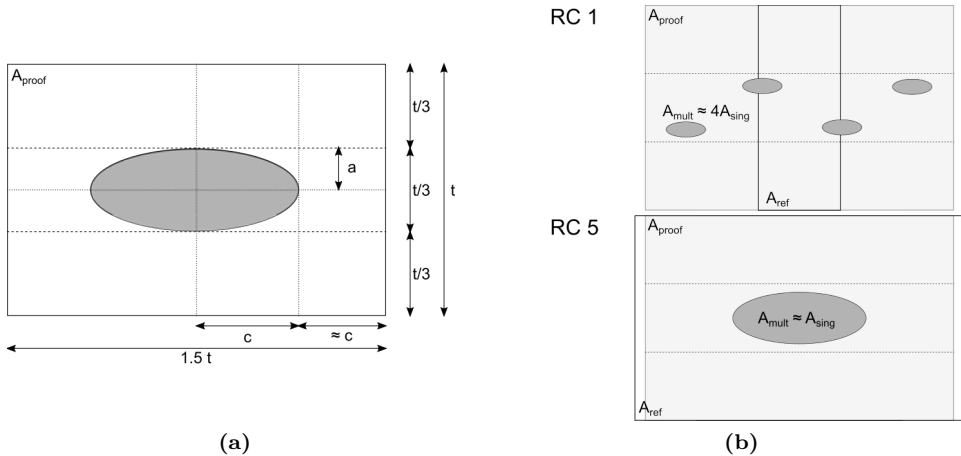 A_proof
t/3
a
t/3
t
t/3
c
≈ c
1.5 t
(a)
RC 1
A_proof
A_mult ≈ 4A_sing
A_ref
RC 5
A_proof
A_mult ≈ A_sing
A_ref
(b)